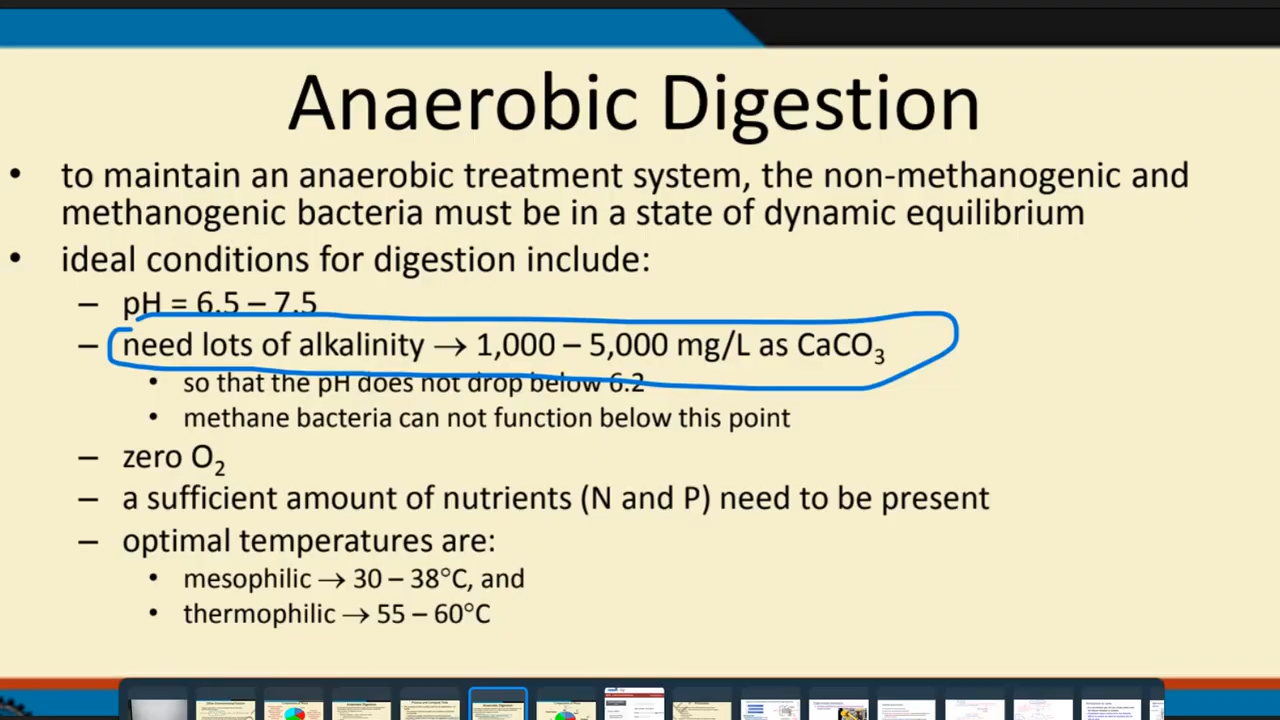 Anaerobic Digestion
• to maintain an anaerobic treatment system, the non-methanogenic and
methanogenic bacteria must be in a state of dynamic equilibrium
• ideal conditions for digestion include:
– pH = 6.5 – 7.5
– need lots of alkalinity → 1,000 – 5,000 mg/L as CaCO₃
• so that the pH does not drop below 6.2
• methane bacteria can not function below this point
– zero O₂
– a sufficient amount of nutrients (N and P) need to be present
– optimal temperatures are:
• mesophilic → 30 – 38°C, and
• thermophilic → 55 – 60°C